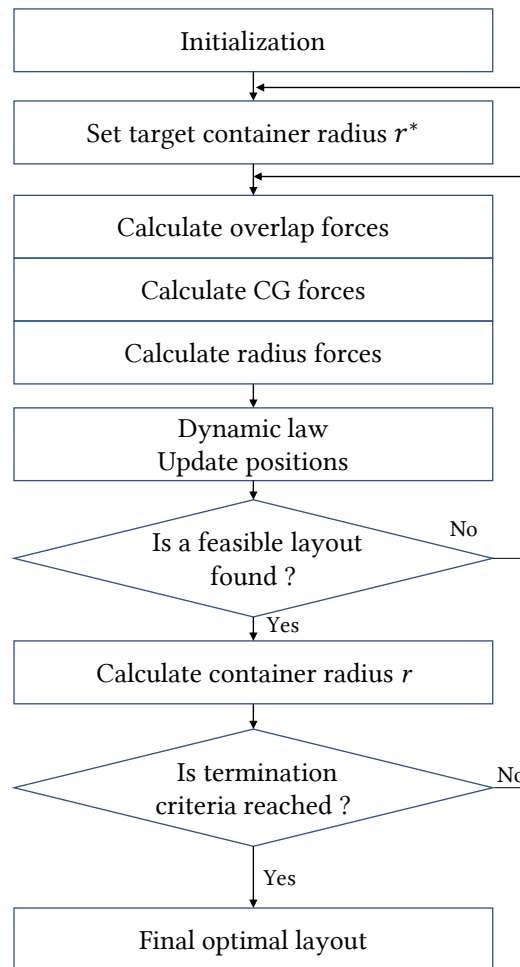 Initialization
Set target container radius r*
Calculate overlap forces
Calculate CG forces
Calculate radius forces
Dynamic law
Update positions
Is a feasible layout
found ?
No
Yes
Calculate container radius r
Is termination
criteria reached ?
No
Yes
Final optimal layout